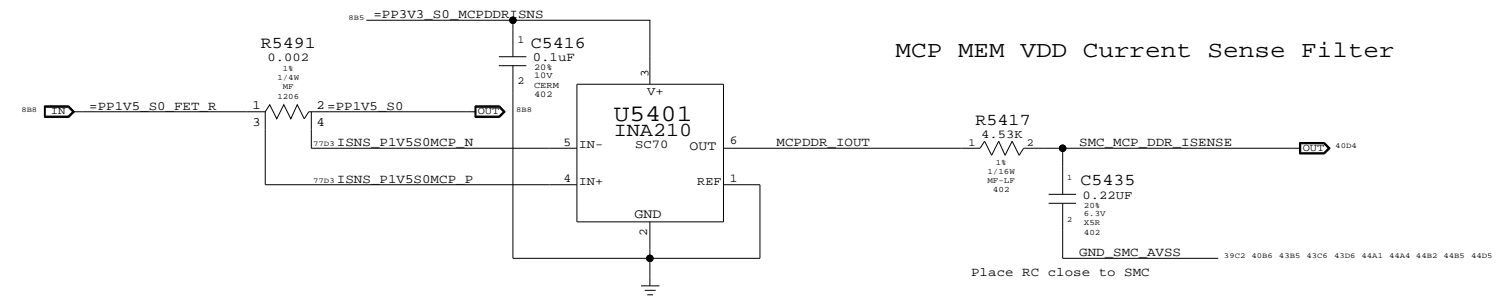 8B5 =PP3V3_S0_MCPDDRISNS
MCP MEM VDD Current Sense Filter
R5491
0.002
1%
1/4W
MF
1206
1
C5416
0.1uF
20%
10V
CERM
402
2
3
V+
8B8 IN =PP1V5_S0_FET_R 1 2 =PP1V5_S0 OUT 8B8
3 4
U5401
INA210
SC70
77D3 ISNS_P1V5S0MCP_N 5 IN-
OUT 6 MCPDDR_IOUT
77D3 ISNS_P1V5S0MCP_P 4 IN+
REF 1
GND
2
R5417
4.53K
1 2
1%
1/16W
MF-LF
402
SMC_MCP_DDR_ISENSE OUT 40D4
1
C5435
0.22UF
20%
6.3V
X5R
402
2
GND_SMC_AVSS 39C2 40B6 43B5 43C6 43D6 44A1 44A4 44B2 44B5 44D5
Place RC close to SMC